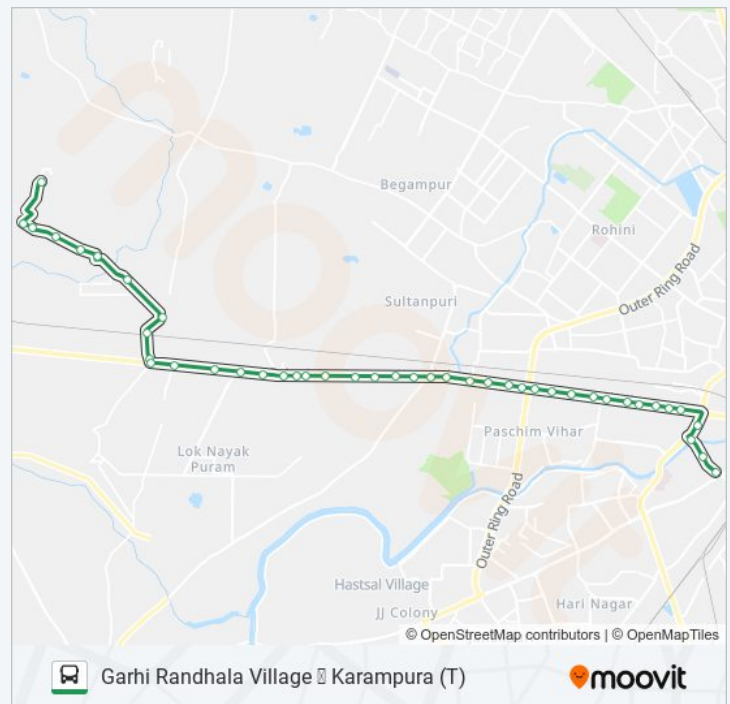 Begampur
Rohini
Outer Ring Road
Sultanpuri
Paschim Vihar
Lok Nayak
Puram
Outer Ring Road
Hastsal Village
JJ Colony
Hari Nagar
© OpenStreetMap contributors | © OpenMapTiles
Garhi Randhala Village ▯ Karampura (T)
moovit
moovit